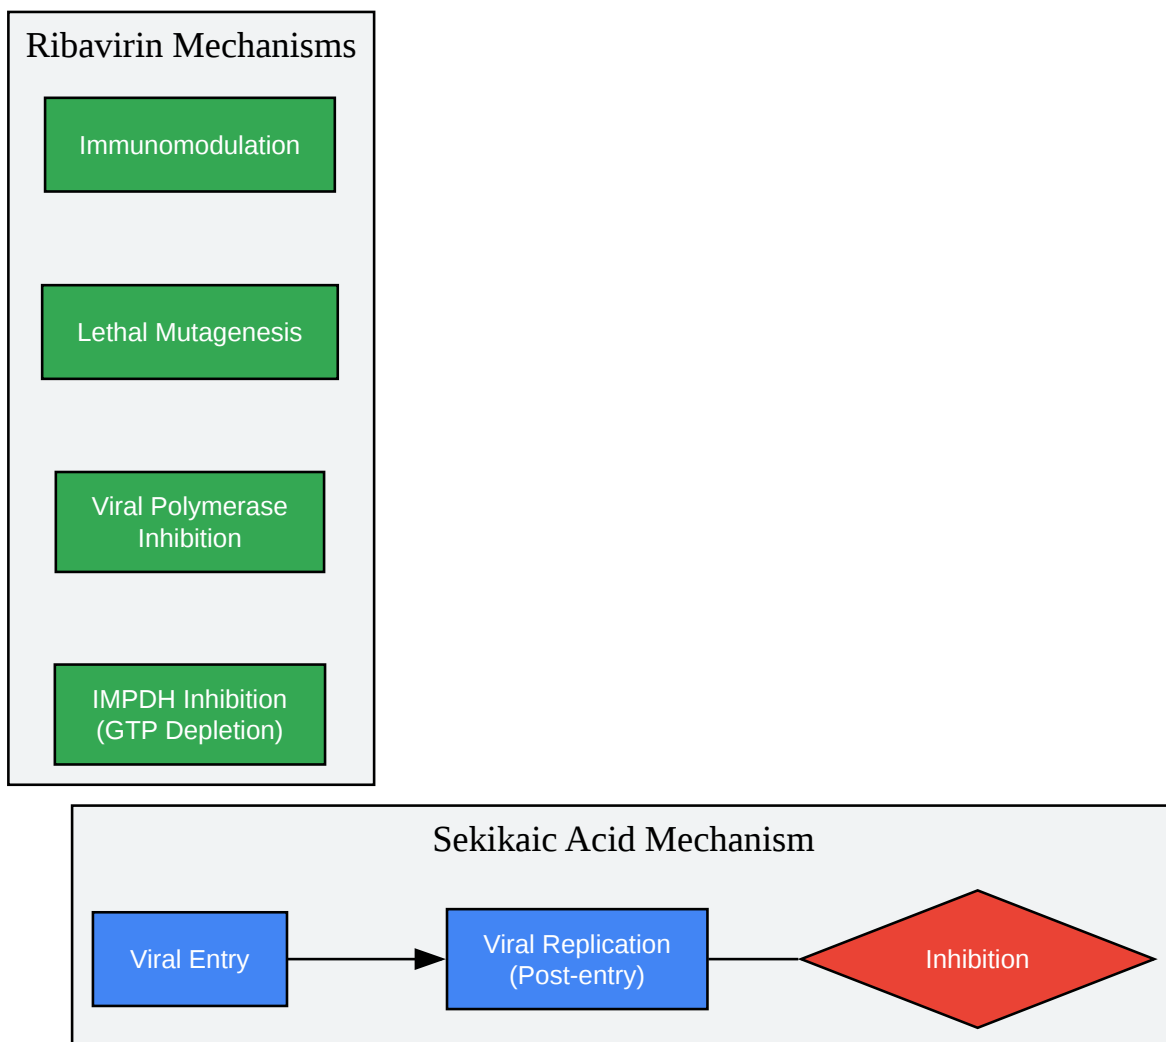 Ribavirin Mechanisms
Immunomodulation
Lethal Mutagenesis
Viral Polymerase
Inhibition
IMPDH Inhibition
(GTP Depletion)
Sekikaic Acid Mechanism
Viral Entry
Viral Replication
(Post-entry)
Inhibition